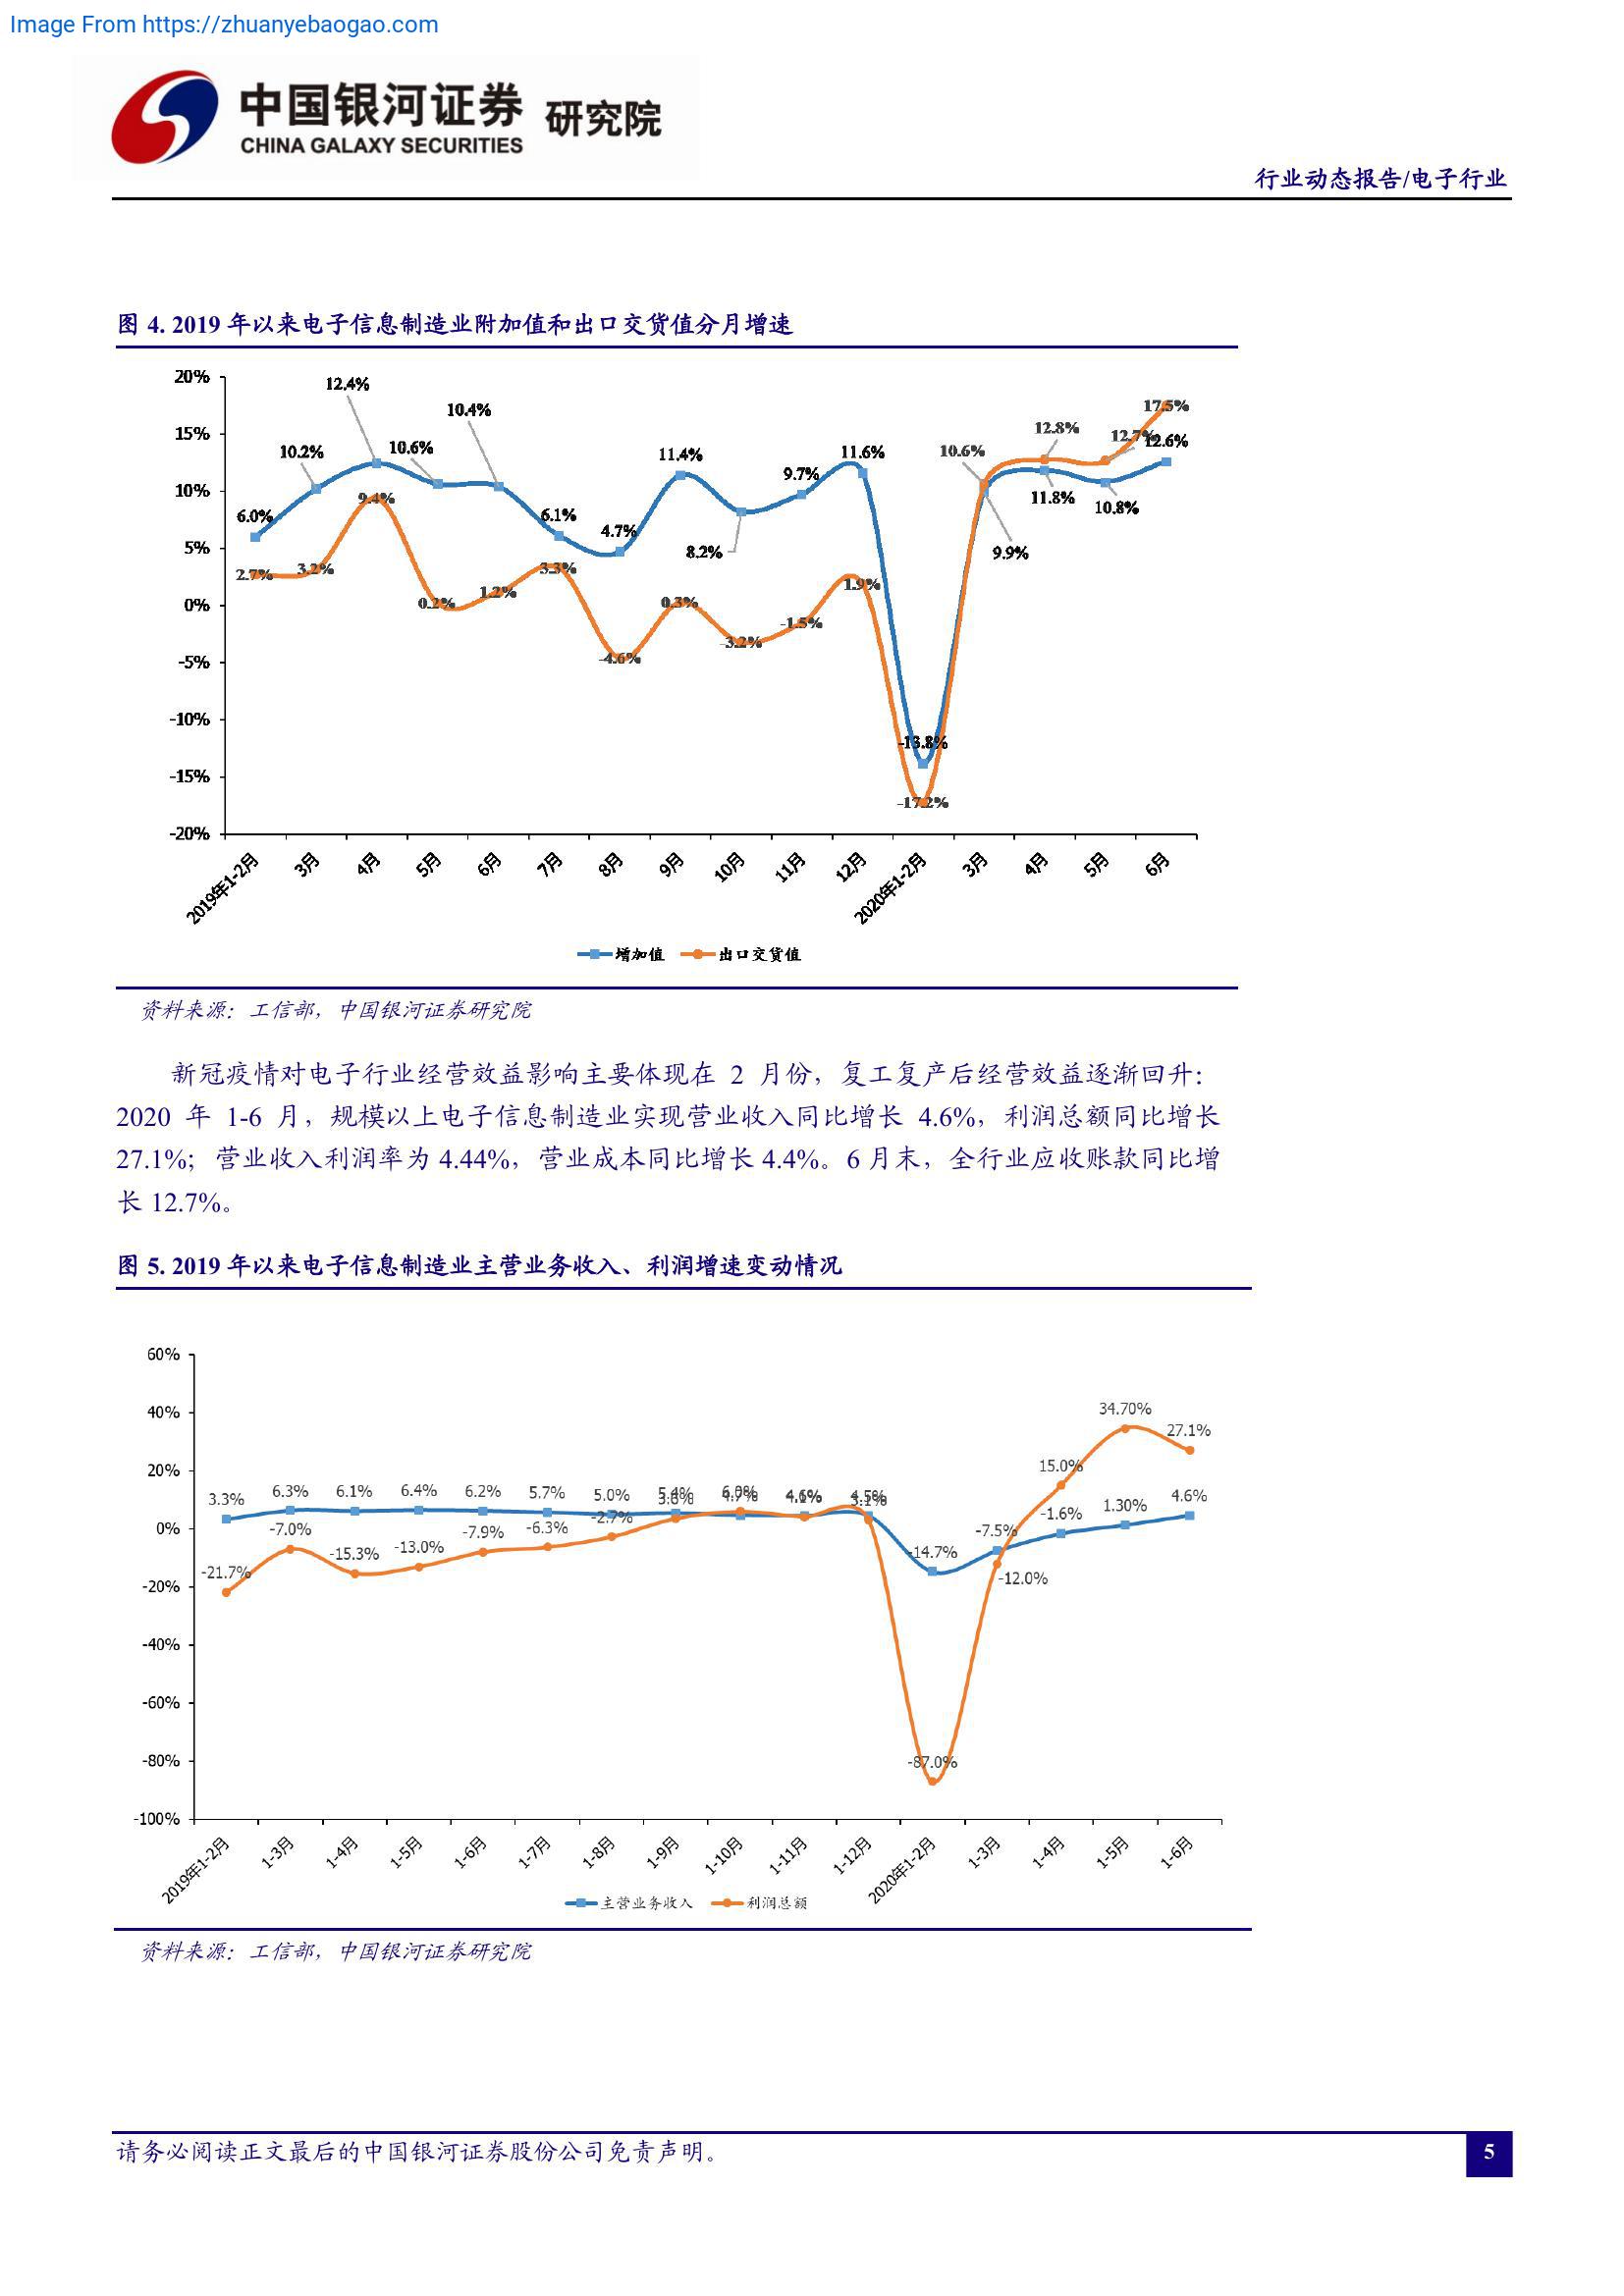 Image From https://zhuanyebaogao.com
中国银河证券 研究院
CHINA GALAXY SECURITIES
行业动态报告/电子行业
图 4. 2019 年以来电子信息制造业附加值和出口交货值分月增速
20%
15%
10%
5%
0%
-5%
-10%
-15%
-20%
6.0%
10.2%
12.4%
10.6%
10.4%
6.1%
4.7%
11.4%
8.2%
9.7%
11.6%
-13.8%
9.9%
11.8%
10.8%
12.6%
2.7%
3.2%
9.4%
0.2%
1.2%
3.3%
-4.6%
0.3%
-3.2%
-1.5%
1.9%
-17.2%
10.6%
12.8%
12.7%
17.5%
2019年1-2月
3月
4月
5月
6月
7月
8月
9月
10月
11月
12月
2020年1-2月
3月
4月
5月
6月
增加值 出口交货值
资料来源：工信部，中国银河证券研究院
新冠疫情对电子行业经营效益影响主要体现在 2 月份，复工复产后经营效益逐渐回升：
2020 年 1-6 月，规模以上电子信息制造业实现营业收入同比增长 4.6%，利润总额同比增长
27.1%；营业收入利润率为 4.44%，营业成本同比增长 4.4%。6 月末，全行业应收账款同比增
长 12.7%。
图 5. 2019 年以来电子信息制造业主营业务收入、利润增速变动情况
60%
40%
20%
0%
-20%
-40%
-60%
-80%
-100%
3.3%
6.3%
6.1%
6.4%
6.2%
5.7%
5.0%
5.4%
4.7%
4.5%
-14.7%
-7.5%
-1.6%
1.30%
4.6%
-21.7%
-7.0%
-15.3%
-13.0%
-7.9%
-6.3%
-2.7%
6.0%
3.1%
-87.0%
-12.0%
15.0%
34.70%
27.1%
2019年1-2月
1-3月
1-4月
1-5月
1-6月
1-7月
1-8月
1-9月
1-10月
1-11月
1-12月
2020年1-2月
1-3月
1-4月
1-5月
1-6月
主营业务收入 利润总额
资料来源：工信部，中国银河证券研究院
请务必阅读正文最后的中国银河证券股份公司免责声明。
5